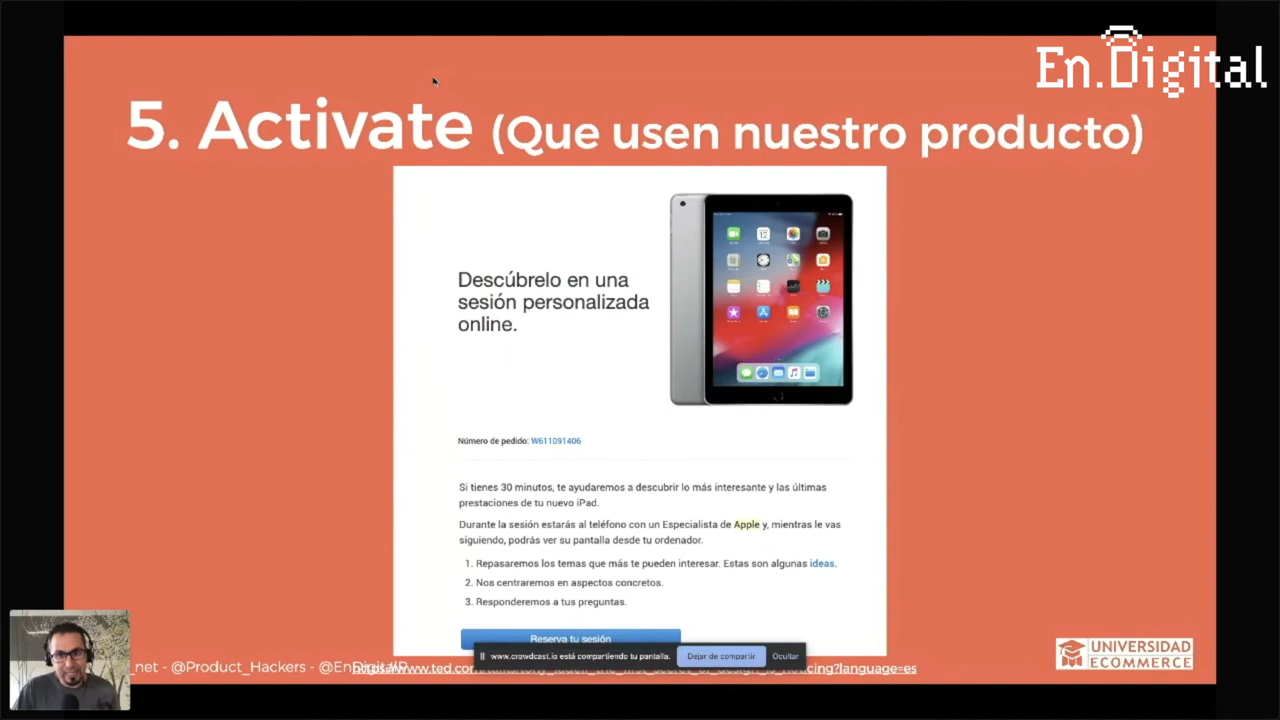 En.Digital
5. Activate (Que usen nuestro producto)
Descúbrelo en una
sesión personalizada
online.
Número de pedido: W611091406
Si tienes 30 minutos, te ayudaremos a descubrir lo más interesante y las últimas
prestaciones de tu nuevo iPad.
Durante la sesión estarás al teléfono con un Especialista de Apple y, mientras le vas
siguiendo, podrás ver su pantalla desde tu ordenador.
1. Repasaremos los temas que más te pueden interesar. Estas son algunas ideas.
2. Nos centraremos en aspectos concretos.
3. Responderemos a tus preguntas.
Reserva tu sesión
www.crowdcast.io está compartiendo tu pantalla. Dejar de compartir Ocultar
_net - @Product_Hackers
UNIVERSIDAD
ECOMMERCE